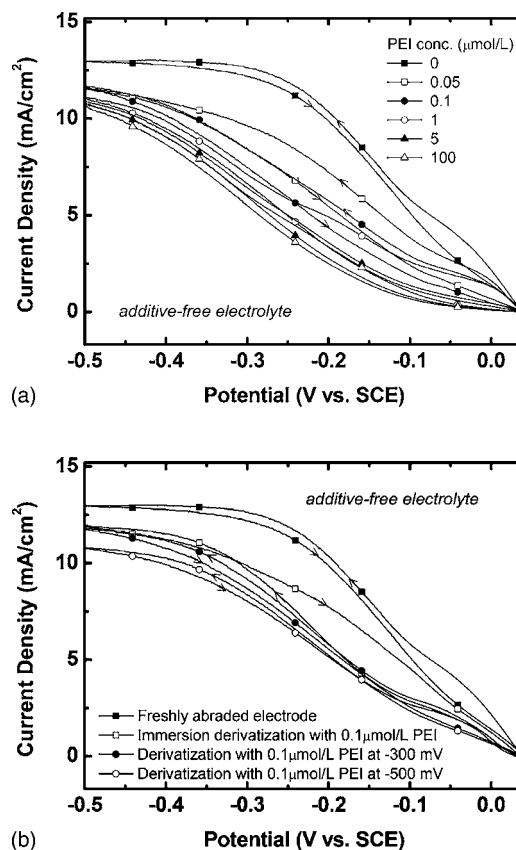 PEI conc. (μmol/L)
0
0.05
0.1
1
5
100
15
10
5
0
Current Density (mA/cm²)
additive-free electrolyte
-0.5 -0.4 -0.3 -0.2 -0.1 0.0
(a)
Potential (V vs. SCE)
additive-free electrolyte
15
10
5
0
Current Density (mA/cm²)
Freshly abraded electrode
Immersion derivatization with 0.1μmol/L PEI
Derivatization with 0.1μmol/L PEI at -300 mV
Derivatization with 0.1μmol/L PEI at -500 mV
-0.5 -0.4 -0.3 -0.2 -0.1 0.0
(b)
Potential (V vs. SCE)